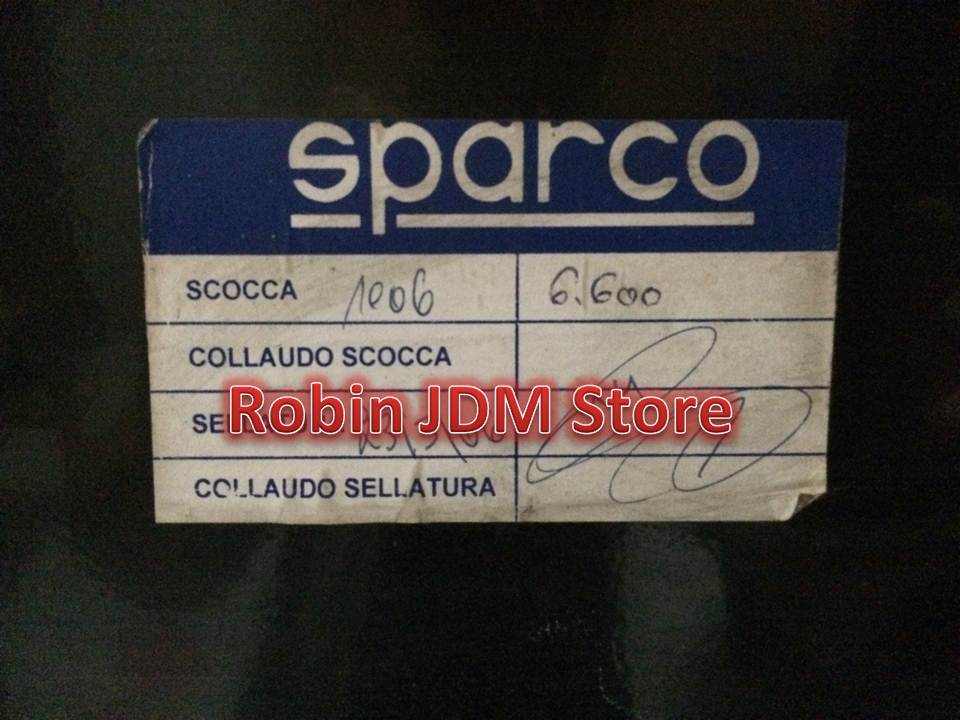 sparco
SCOCCA 1006 6.600
COLLAUDO SCOCCA
Robin JDM Store
COLLAUDO SELLATURA